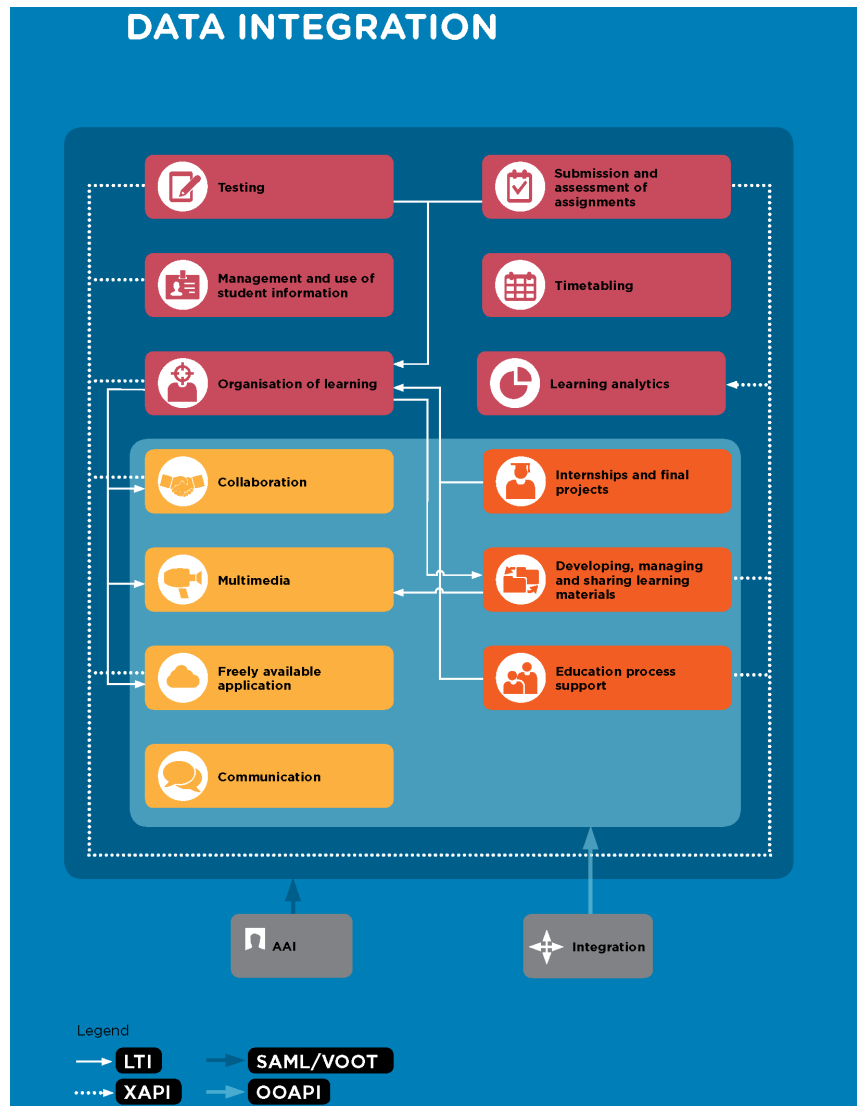 DATA INTEGRATION
Testing
Submission and
assessment of
assignments
Management and use of
student information
Timetabling
Organisation of learning
Learning analytics
Collaboration
Internships and final
projects
Multimedia
Developing, managing
and sharing learning
materials
Freely available
application
Education process
support
Communication
AAI
Integration
Legend
LTI
SAML/VOOT
XAPI
OOAPI